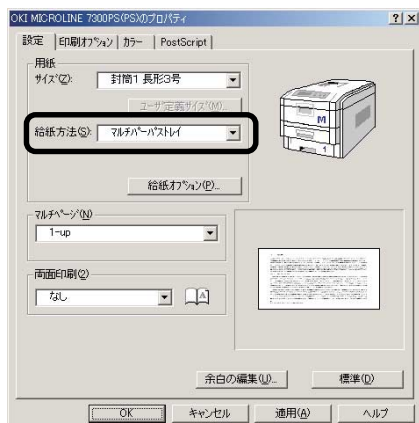 OKI MICROLINE 7300PS(PS)のプロパティ
設定 印刷オプション カラー PostScript
用紙
サイズ(Z): 封筒1 長形3号
ユーザ定義サイズ(M)...
給紙方法(S): マルチパーパストレイ
給紙オプション(P)...
M
1
マルチページ(N)
1-up
両面印刷(2)
なし
A
余白の編集(U)... 標準(D)
OK キャンセル 適用(A) ヘルプ